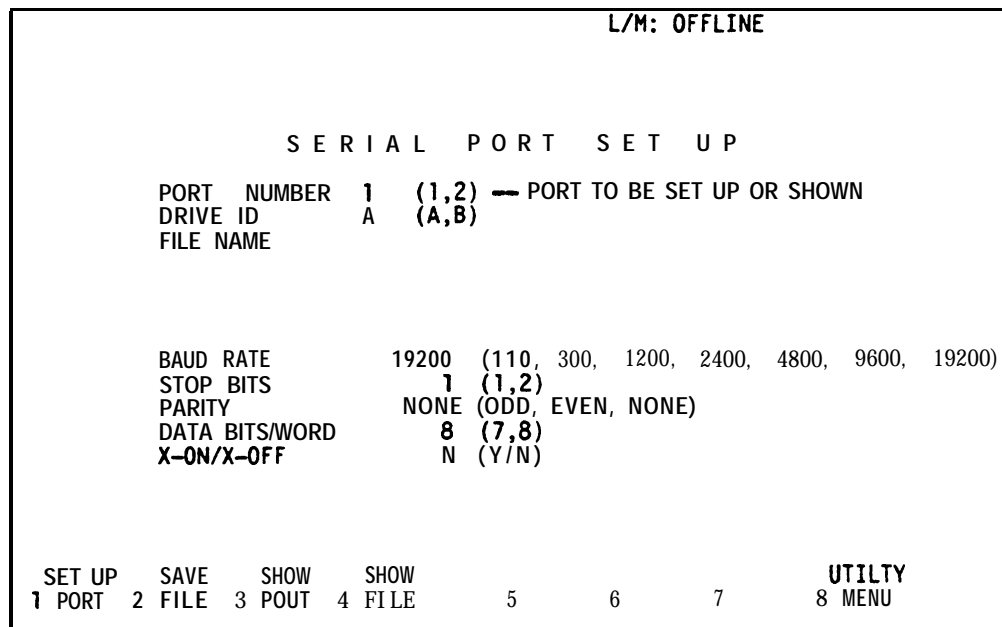 L/M: OFFLINE
SERIAL PORT SET UP
PORT NUMBER 1 (1,2) — PORT TO BE SET UP OR SHOWN
DRIVE ID A (A,B)
FILE NAME
BAUD RATE 19200 (110, 300, 1200, 2400, 4800, 9600, 19200)
STOP BITS 1 (1,2)
PARITY NONE (ODD, EVEN, NONE)
DATA BITS/WORD 8 (7,8)
X-ON/X-OFF N (Y/N)
SET UP SAVE SHOW SHOW UTILTY
1 PORT 2 FILE 3 POUT 4 FILE 5 6 7 8 MENU